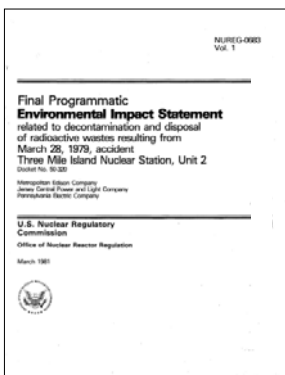 NUREG-0683
Vol. 1
Final Programmatic
Environmental Impact Statement
related to decontamination and disposal
of radioactive wastes resulting from
March 28, 1979, accident
Three Mile Island Nuclear Station, Unit 2
Docket No. 50-320
Metropolitan Edison Company
Jersey Central Power and Light Company
Pennsylvania Electric Company
U.S. Nuclear Regulatory
Commission
Office of Nuclear Reactor Regulation
March 1981